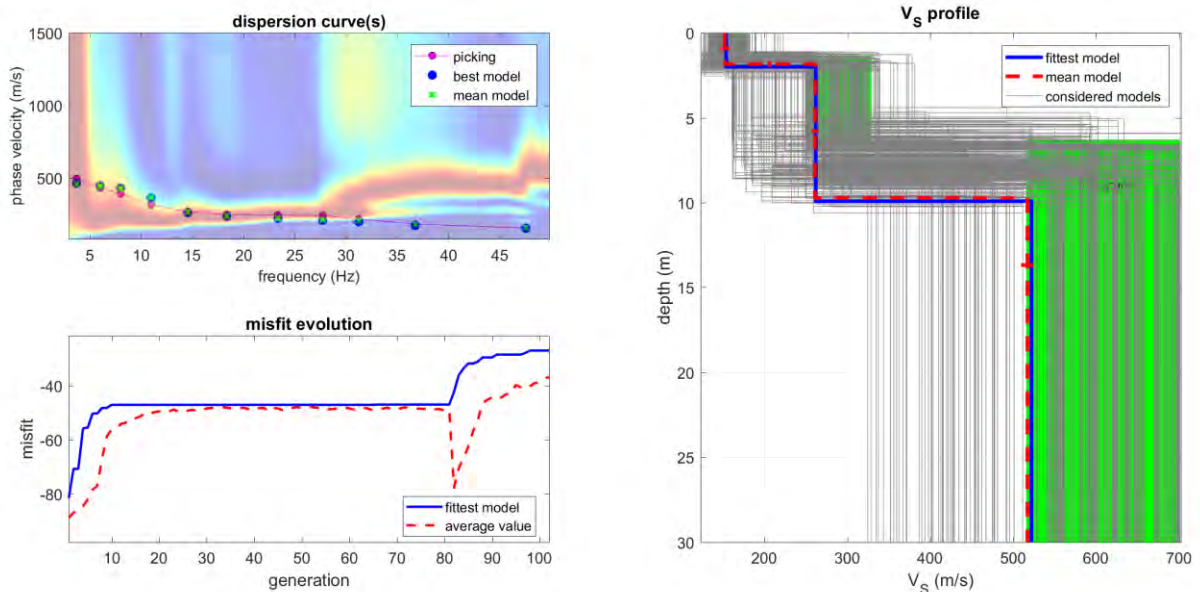 dispersion curve(s)
1500
1000
500
phase velocity (m/s)
picking
best model
mean model
5 10 15 20 25 30 35 40 45
frequency (Hz)
misfit evolution
-40
-60
-80
misfit
fittest model
average value
10 20 30 40 50 60 70 80 90 100
generation
V_S profile
0
5
10
15
20
25
30
depth (m)
fittest model
mean model
considered models
200 300 400 500 600 700
V_S (m/s)